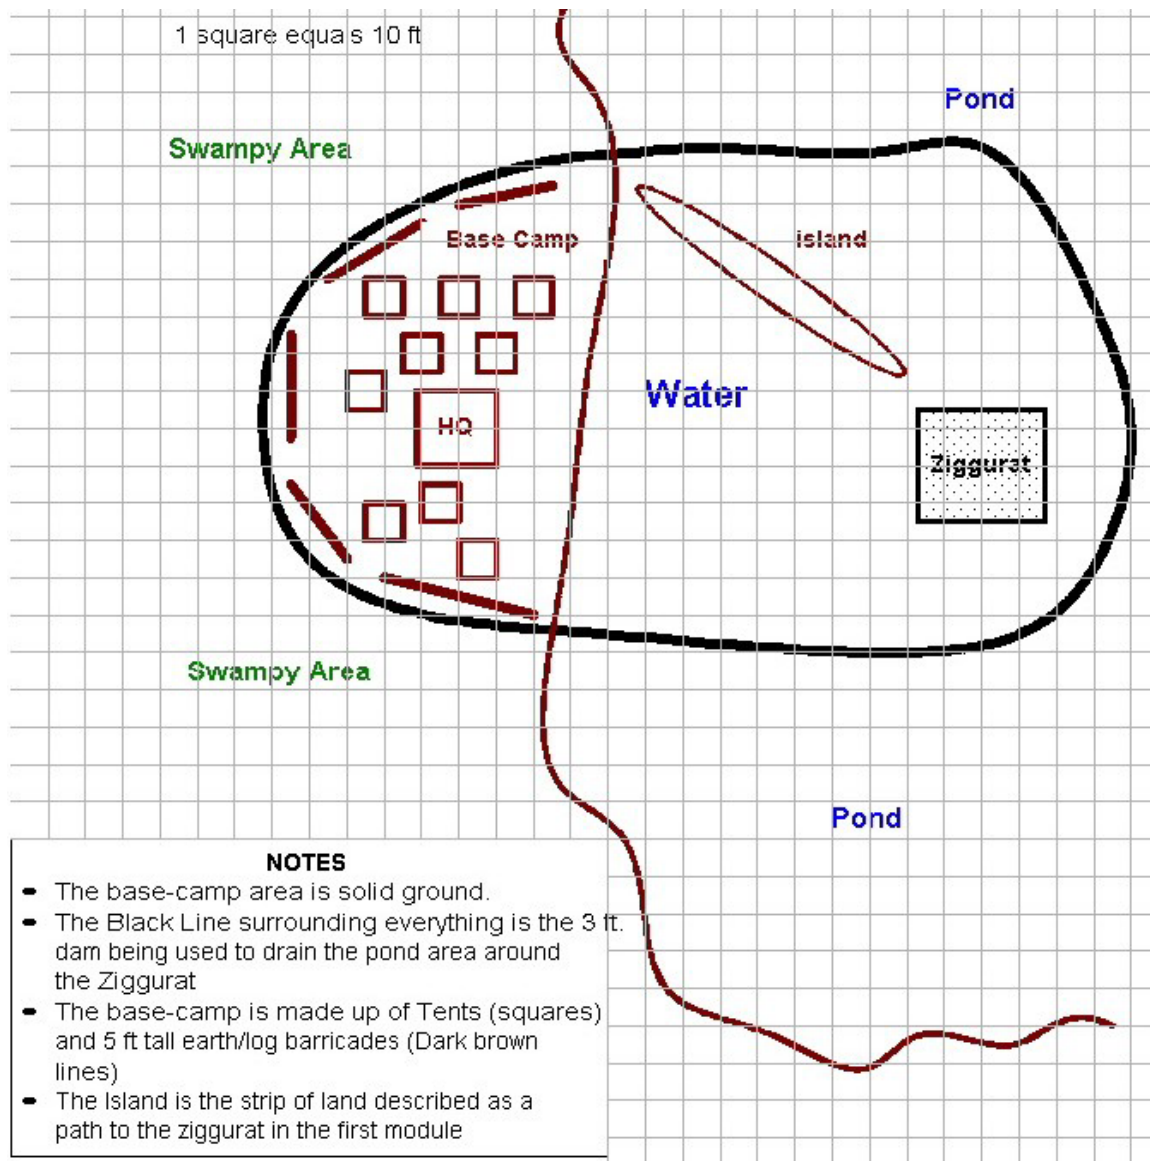 1 square equals 10 ft
Pond
Swampy Area
Base Camp
island
Water
HQ
Ziggurat
Swampy Area
Pond
NOTES
- The base-camp area is solid ground.
- The Black Line surrounding everything is the 3 ft.
dam being used to drain the pond area around
the Ziggurat
- The base-camp is made up of Tents (squares)
and 5 ft tall earth/log barricades (Dark brown
lines)
- The Island is the strip of land described as a
path to the ziggurat in the first module